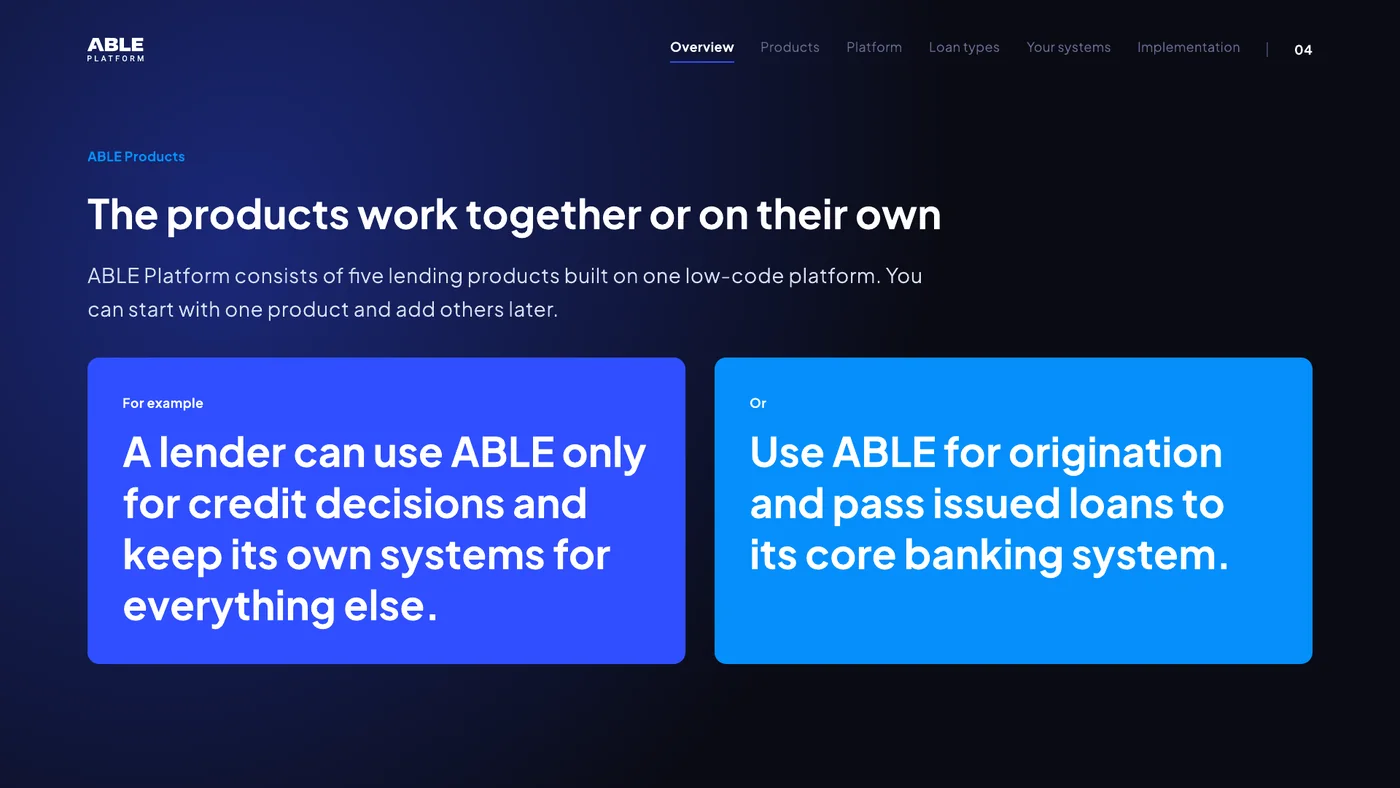 ABLE
PLATFORM
Overview
Products
Platform
Loan types
Your systems
Implementation
04
ABLE Products
The products work together or on their own
ABLE Platform consists of five lending products built on one low-code platform. You
can start with one product and add others later.
For example
A lender can use ABLE only
for credit decisions and
keep its own systems for
everything else.
Or
Use ABLE for origination
and pass issued loans to
its core banking system.